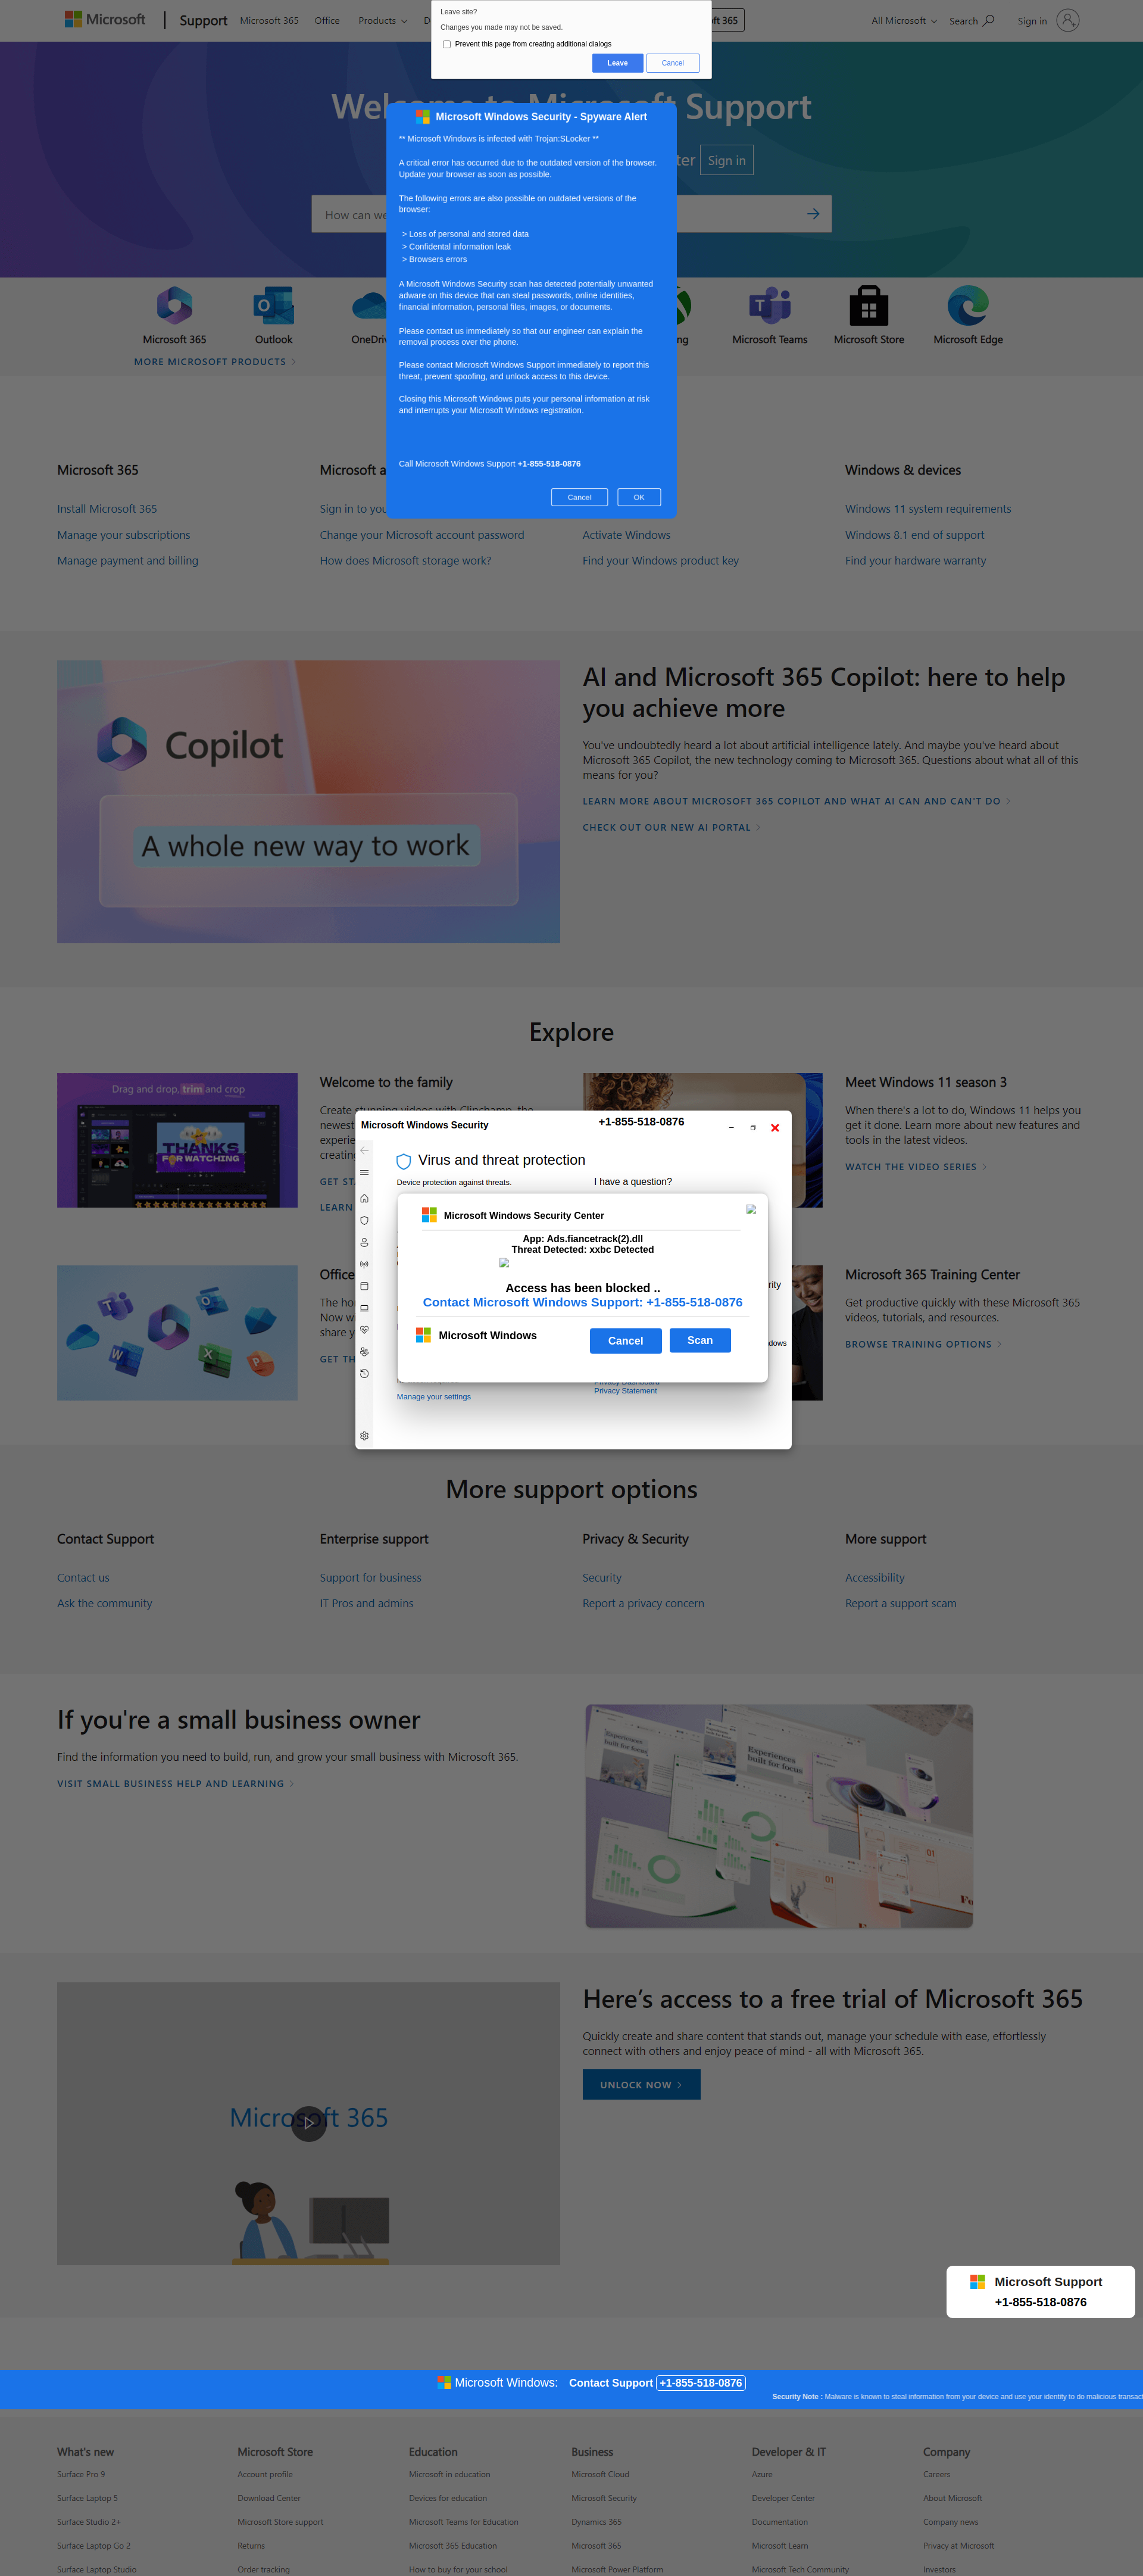 Microsoft
Support
Microsoft 365
Office
Products
All Microsoft
Search
Sign in
Leave site?
Changes you made may not be saved.
Prevent this page from creating additional dialogs
Leave
Cancel
Welcome to Microsoft Support
Sign in
How can we
Microsoft Windows Security - Spyware Alert
** Microsoft Windows is infected with Trojan:SLocker **
A critical error has occurred due to the outdated version of the browser.
Update your browser as soon as possible.
The following errors are also possible on outdated versions of the
browser:
> Loss of personal and stored data
> Confidental information leak
> Browsers errors
A Microsoft Windows Security scan has detected potentially unwanted
adware on this device that can steal passwords, online identities,
financial information, personal files, images, or documents.
Please contact us immediately so that our engineer can explain the
removal process over the phone.
Please contact Microsoft Windows Support immediately to report this
threat, prevent spoofing, and unlock access to this device.
Closing this Microsoft Windows puts your personal information at risk
and interrupts your Microsoft Windows registration.
Call Microsoft Windows Support +1-855-518-0876
Cancel
OK
Microsoft 365
Outlook
Microsoft Teams
Microsoft Store
Microsoft Edge
MORE MICROSOFT PRODUCTS
Microsoft 365
Install Microsoft 365
Manage your subscriptions
Manage payment and billing
Microsoft
Sign in to
Change your Microsoft account password
How does Microsoft storage work?
Activate Windows
Find your Windows product key
Windows & devices
Windows 11 system requirements
Windows 8.1 end of support
Find your hardware warranty
Copilot
A whole new way to work
AI and Microsoft 365 Copilot: here to help
you achieve more
You've undoubtedly heard a lot about artificial intelligence lately. And maybe you've heard about
Microsoft 365 Copilot, the new technology coming to Microsoft 365. Questions about what all of this
means for you?
LEARN MORE ABOUT MICROSOFT 365 COPILOT AND WHAT AI CAN AND CAN'T DO
CHECK OUT OUR NEW AI PORTAL
Explore
Drag and drop, trim and crop
THANKS
FOR WATCHING
Welcome to the family
Create stunning videos with Clipchamp, the
newest
GET
LEARN
Meet Windows 11 season 3
When there's a lot to do, Windows 11 helps you
get it done. Learn more about new features and
tools in the latest videos.
WATCH THE VIDEO SERIES
Microsoft Windows Security
+1-855-518-0876
Virus and threat protection
Device protection against threats.
I have a question?
Microsoft Windows Security Center
App: Ads.fiancetrack(2).dll
Threat Detected: xxbc Detected
Access has been blocked ..
Contact Microsoft Windows Support: +1-855-518-0876
Microsoft Windows
Cancel
Scan
Privacy Dashboard
Privacy Statement
Manage your settings
Office
The
Now
share
GET
Microsoft 365 Training Center
Get productive quickly with these Microsoft 365
videos, tutorials, and resources.
BROWSE TRAINING OPTIONS
More support options
Contact Support
Contact us
Ask the community
Enterprise support
Support for business
IT Pros and admins
Privacy & Security
Security
Report a privacy concern
More support
Accessibility
Report a support scam
If you're a small business owner
Find the information you need to build, run, and grow your small business with Microsoft 365.
VISIT SMALL BUSINESS HELP AND LEARNING
Experiences
built for focus
Experiences
built for focus
01
01
Microsoft 365
Here’s access to a free trial of Microsoft 365
Quickly create and share content that stands out, manage your schedule with ease, effortlessly
connect with others and enjoy peace of mind - all with Microsoft 365.
UNLOCK NOW
Microsoft Support
+1-855-518-0876
Microsoft Windows: Contact Support +1-855-518-0876
Security Note : Malware is known to steal information from your device and use your identity to do malicious
What's new
Surface Pro 9
Surface Laptop 5
Surface Studio 2+
Surface Laptop Go 2
Surface Laptop Studio
Microsoft Store
Account profile
Download Center
Microsoft Store support
Returns
Order tracking
Education
Microsoft in education
Devices for education
Microsoft Teams for Education
Microsoft 365 Education
How to buy for your school
Business
Microsoft Cloud
Microsoft Security
Dynamics 365
Microsoft 365
Microsoft Power Platform
Developer & IT
Azure
Developer Center
Documentation
Microsoft Learn
Microsoft Tech Community
Company
Careers
About Microsoft
Company news
Privacy at Microsoft
Investors